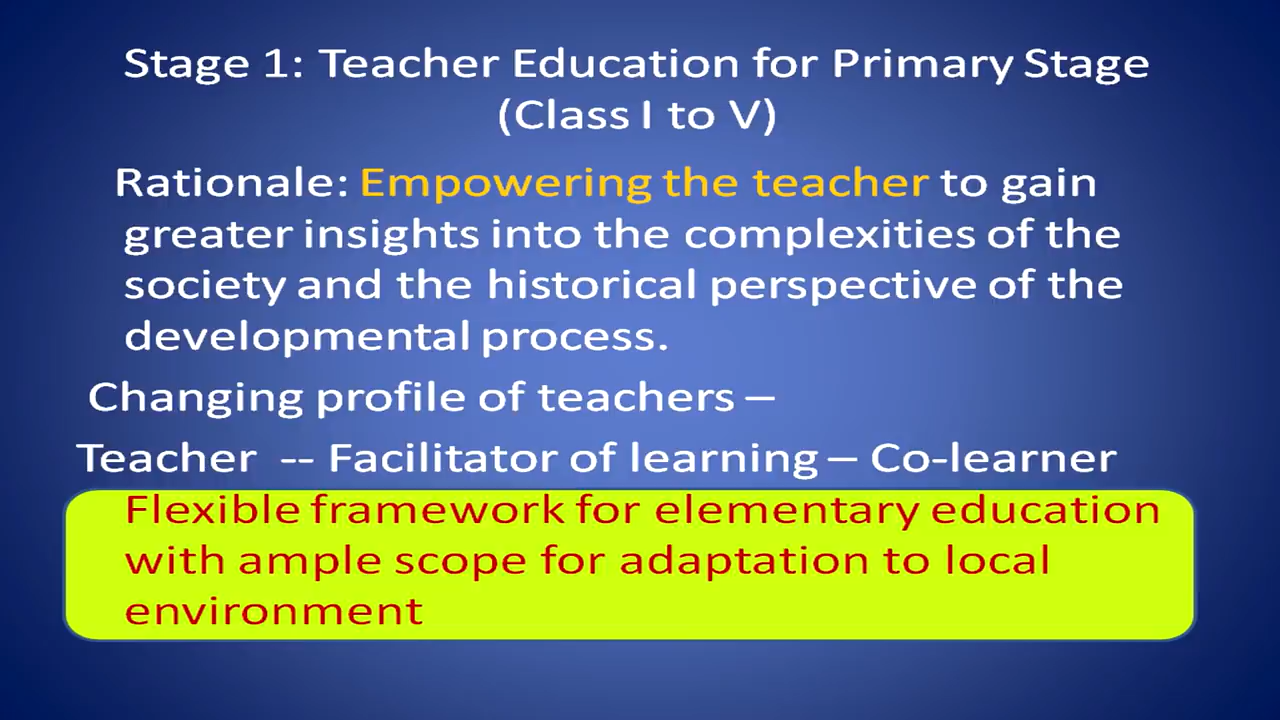 Stage 1: Teacher Education for Primary Stage
(Class I to V)
Rationale: Empowering the teacher to gain
greater insights into the complexities of the
society and the historical perspective of the
developmental process.
Changing profile of teachers –
Teacher -- Facilitator of learning – Co-learner
Flexible framework for elementary education
with ample scope for adaptation to local
environment